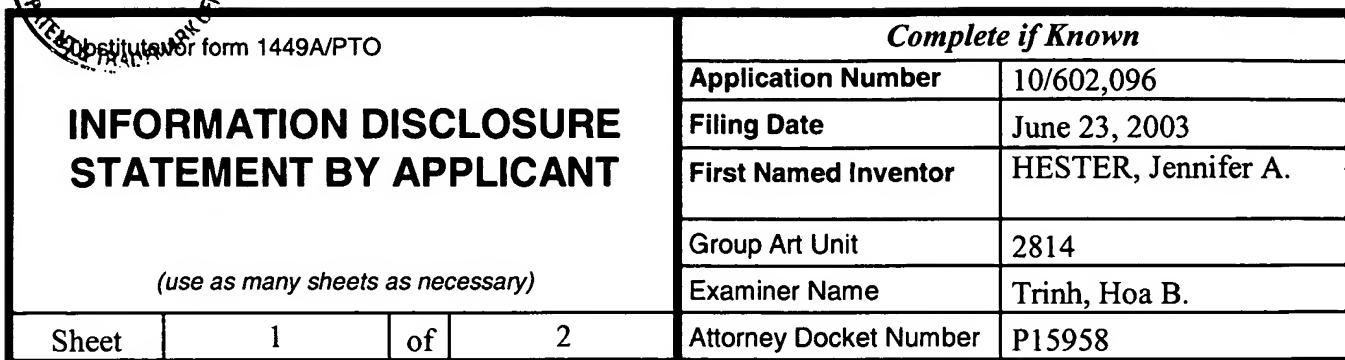 Substitute for form 1449A/PTO
INFORMATION DISCLOSURE
STATEMENT BY APPLICANT
(use as many sheets as necessary)
Sheet 1 of 2
Complete if Known
Application Number 10/602,096
Filing Date June 23, 2003
First Named Inventor HESTER, Jennifer A.
Group Art Unit 2814
Examiner Name Trinh, Hoa B.
Attorney Docket Number P15958